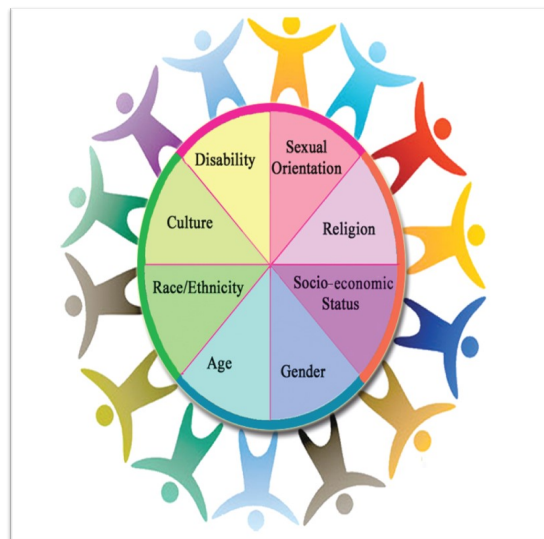 Disability
Sexual
Orientation
Culture
Religion
Race/Ethnicity
Socio-economic
Status
Age
Gender